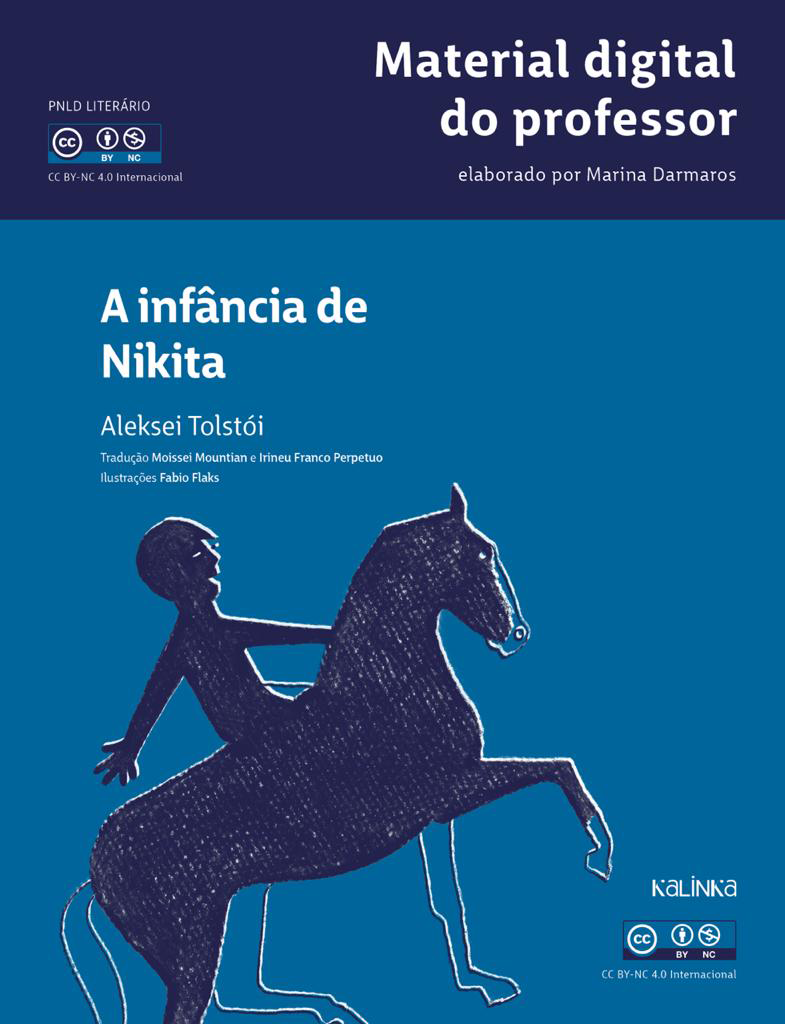 Material digital
do professor
elaborado por Marina Darmaros
PNLD LITERÁRIO
cc
BY NC
CC BY-NC 4.0 Internacional
A infância de
Nikita
Aleksei Tolstói
Tradução Moissei Mountian e Irineu Franco Perpetuo
Ilustrações Fabio Flaks
KALINKA
cc
BY NC
CC BY-NC 4.0 Internacional